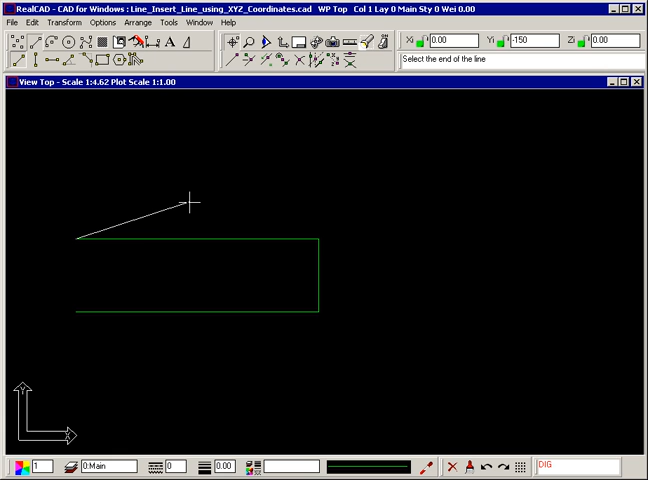 RealCAD - CAD for Windows : Line_Insert_Line_using_XYZ_Coordinates.cad WP Top Col 1 Lay 0 Main Sty 0 Wei 0.00
File Edit Transform Options Arrange Tools Window Help
A
Xi 0.00 Yi -150 Zi 0.00
Select the end of the line
View Top - Scale 1:4.62 Plot Scale 1:1.00
Y
X
1 0:Main 0 0.00 DIG